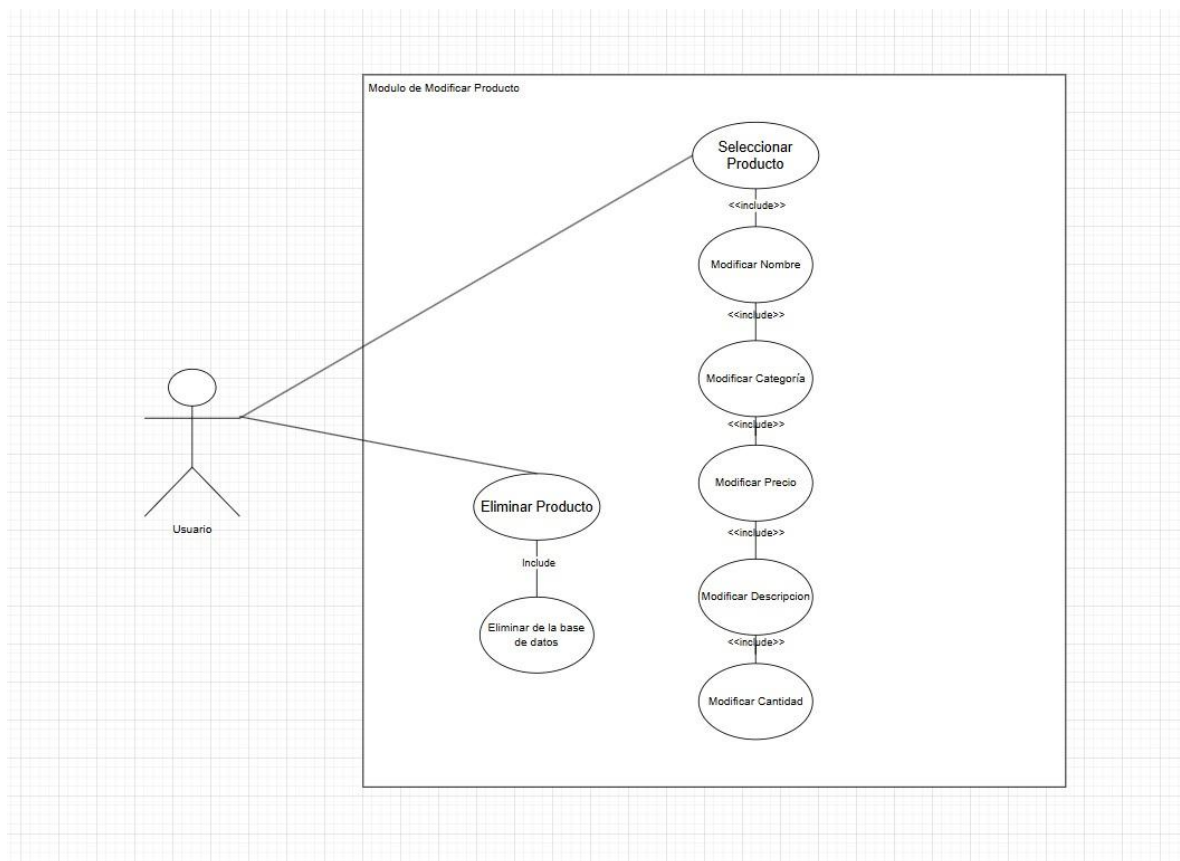 Modulo de Modificar Producto
Seleccionar
Producto
<<include>>
Modificar Nombre
<<include>>
Modificar Categoría
<<include>>
Modificar Precio
<<include>>
Modificar Descripcion
<<include>>
Modificar Cantidad
Eliminar Producto
Include
Eliminar de la base
de datos
Usuario